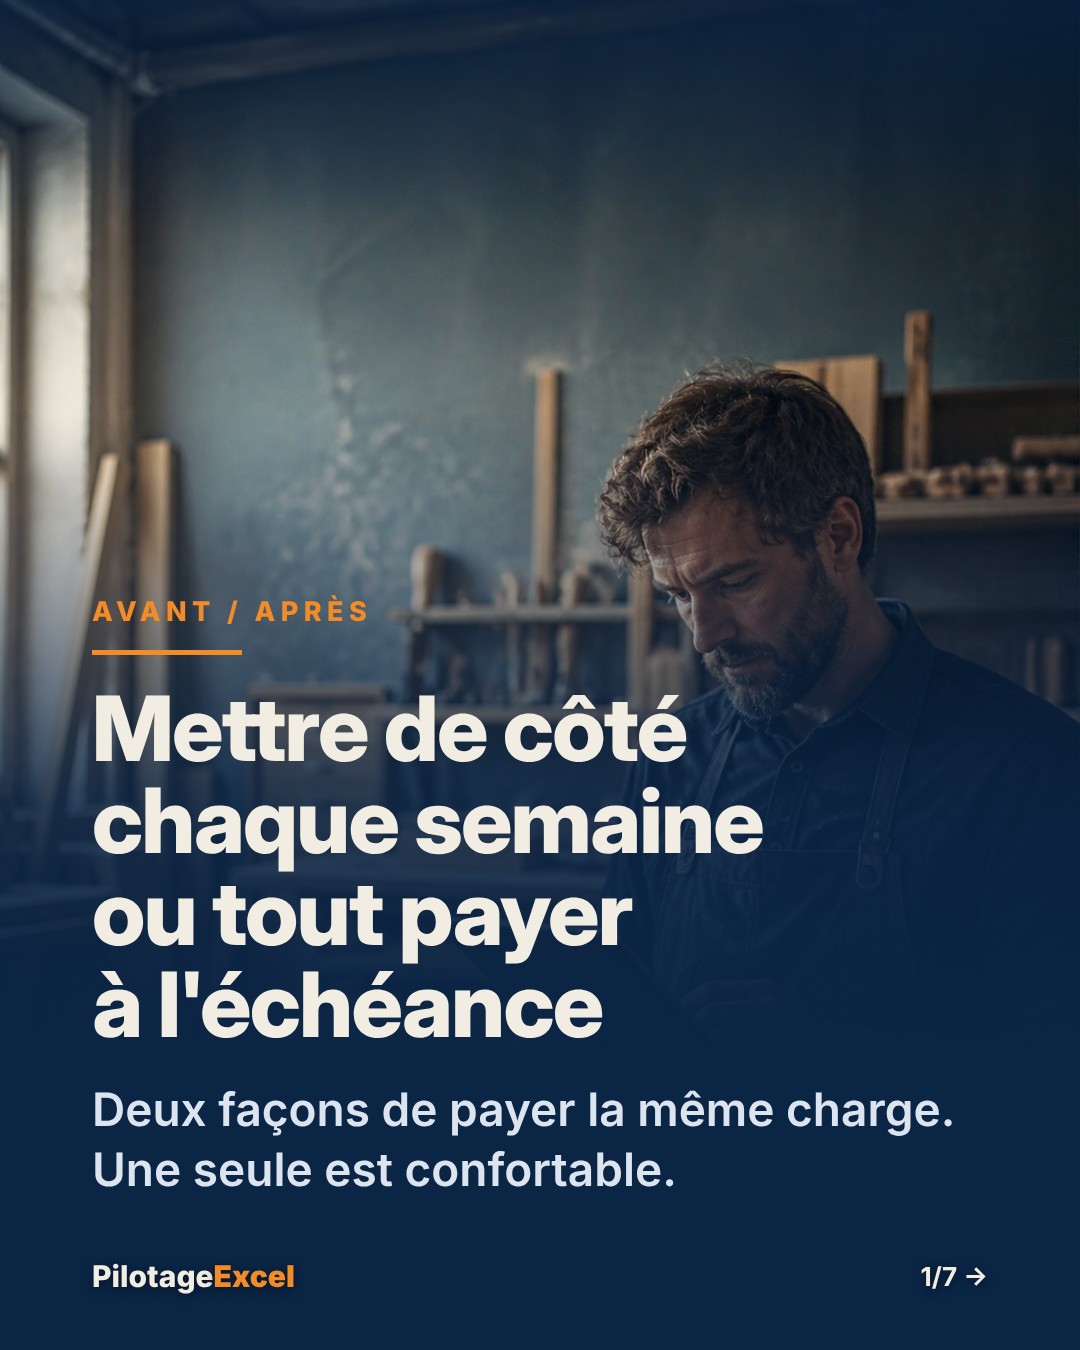 AVANT / APRÈS
Mettre de côté
chaque semaine
ou tout payer
à l'échéance
Deux façons de payer la même charge.
Une seule est confortable.
PilotageExcel
1/7 →